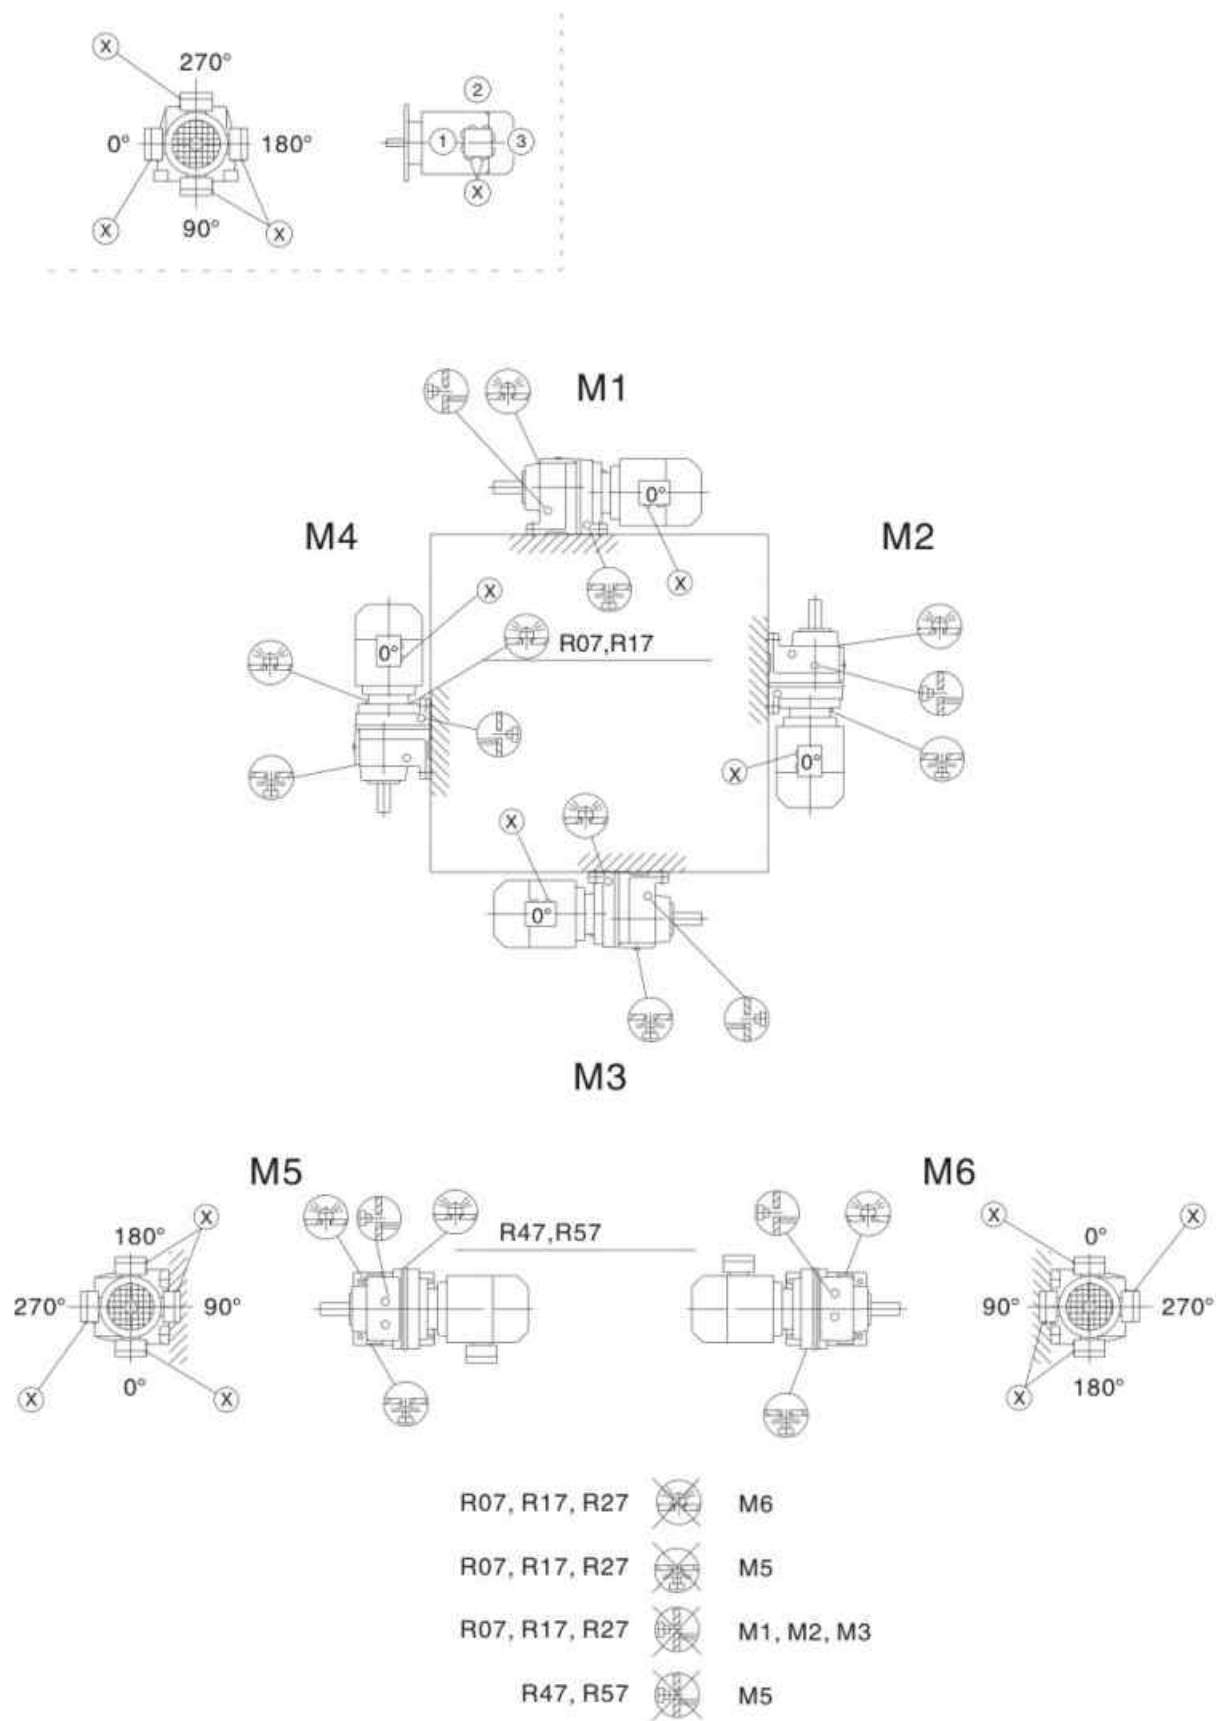 X
270°
2
0°
180°
1
3
X
90°
X
X
M1
0°
M4
M2
X
X
R07,R17
0°
0°
X
X
0°
M3
M5
M6
X
X
X
180°
R47,R57
0°
270°
90°
90°
270°
0°
180°
X
X
X
R07, R17, R27
M6
R07, R17, R27
M5
R07, R17, R27
M1, M2, M3
R47, R57
M5